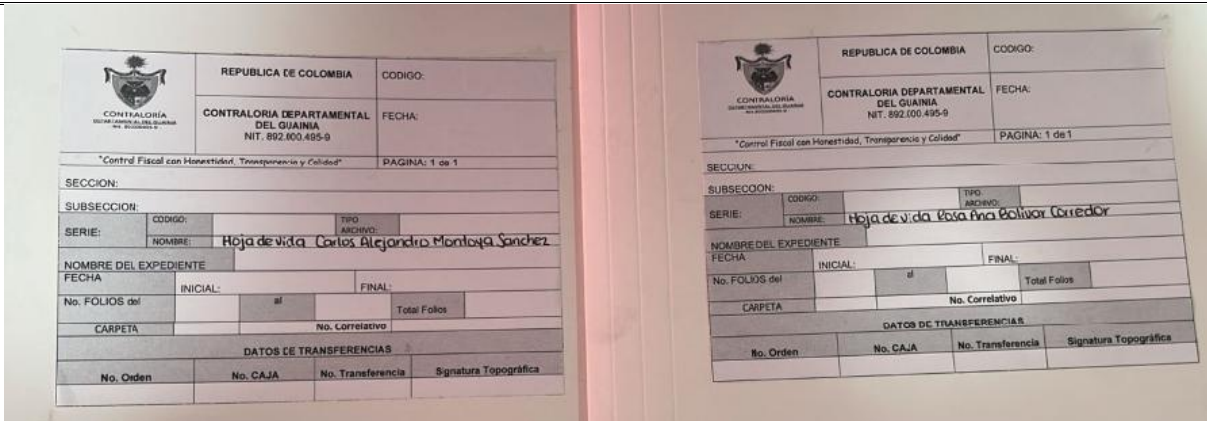 CONTRALORÍA
REPUBLICA DE COLOMBIA
CODIGO:
CONTRALORIA DEPARTAMENTAL
DEL GUAINIA
NIT. 892.000.495-9
FECHA:
"Control Fiscal con Honestidad, Transparencia y Calidad"
PAGINA: 1 de 1
SECCION:
SUBSECCION:
SERIE:
CODIGO:
TIPO
ARCHIVO:
NOMBRE:
Hoja de vida Carlos Alejandro Montoya Sanchez
NOMBRE DEL EXPEDIENTE
FECHA
INICIAL:
FINAL:
No. FOLIOS del
al
Total Folios
CARPETA
No. Correlativo
DATOS DE TRANSFERENCIAS
No. Orden
No. CAJA
No. Transferencia
Signatura Topográfica
CONTRALORÍA
REPUBLICA DE COLOMBIA
CODIGO:
CONTRALORIA DEPARTAMENTAL
DEL GUAINIA
NIT. 892.000.495-9
FECHA:
"Control Fiscal con Honestidad, Transparencia y Calidad"
PAGINA: 1 de 1
SECCION:
SUBSECCION:
SERIE:
CODIGO:
TIPO
ARCHIVO:
NOMBRE:
Hoja de vida Rosa Ana Bolivar Corredor
NOMBRE DEL EXPEDIENTE
FECHA
INICIAL:
FINAL:
No. FOLIOS del
al
Total Folios
CARPETA
No. Correlativo
DATOS DE TRANSFERENCIAS
No. Orden
No. CAJA
No. Transferencia
Signatura Topográfica